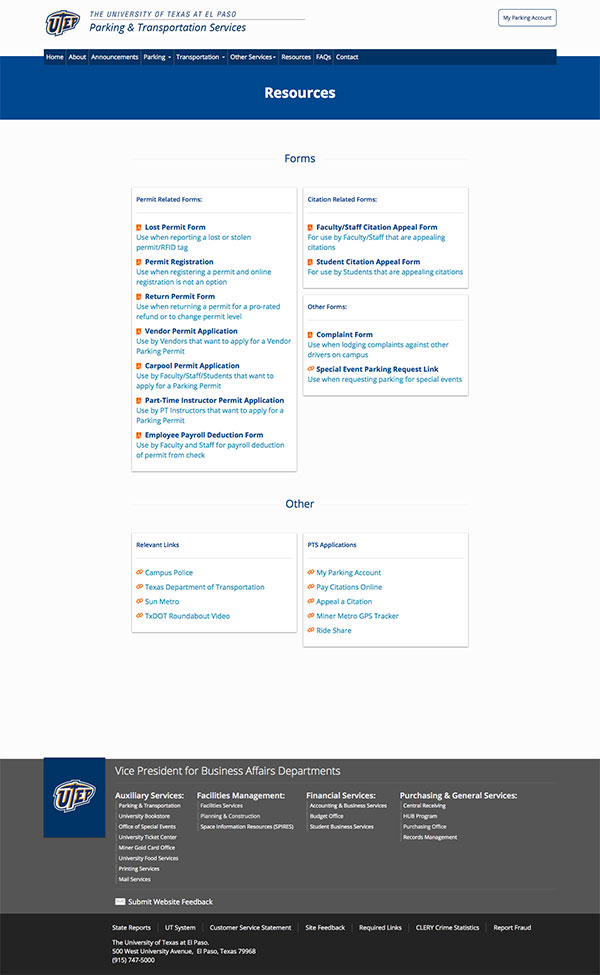 UTEP
THE UNIVERSITY OF TEXAS AT EL PASO
Parking & Transportation Services
My Parking Account
Home About Announcements Parking Transportation Other Services Resources FAQs Contact
Resources
Forms
Permit Related Forms:
Lost Permit Form
Use when reporting a lost or stolen
permit/RFID tag
Permit Registration
Use when registering a permit and online
registration is not an option
Return Permit Form
Use when returning a permit for a pro-rated
refund or to change permit level
Vendor Permit Application
Use by Vendors that want to apply for a Vendor
Parking Permit
Carpool Permit Application
Use by Faculty/Staff/Students that want to
apply for a Parking Permit
Part-Time Instructor Permit Application
Use by PT Instructors that want to apply for a
Parking Permit
Employee Payroll Deduction Form
Use by Faculty and Staff for payroll deduction
of permit from check
Citation Related Forms:
Faculty/Staff Citation Appeal Form
For use by Faculty/Staff that are appealing
citations
Student Citation Appeal Form
For use by Students that are appealing citations
Other Forms:
Complaint Form
Use when lodging complaints against other
drivers on campus
Special Event Parking Request Link
Use when requesting parking for special events
Other
Relevant Links
Campus Police
Texas Department of Transportation
Sun Metro
TxDOT Roundabout Video
PTS Applications
My Parking Account
Pay Citations Online
Appeal a Citation
Miner Metro GPS Tracker
Ride Share
UTEP
Vice President for Business Affairs Departments
Auxiliary Services:
Parking & Transportation
University Bookstore
Office of Special Events
University Ticket Center
Miner Gold Card Office
University Food Services
Printing Services
Mail Services
Facilities Management:
Facilities Services
Planning & Construction
Space Information Resources (SPIRES)
Financial Services:
Accounting & Business Services
Budget Office
Student Business Services
Purchasing & General Services:
Central Receiving
HUB Program
Purchasing Office
Records Management
Submit Website Feedback
State Reports UT System Customer Service Statement Site Feedback Required Links CLERY Crime Statistics Report Fraud
The University of Texas at El Paso.
500 West University Avenue, El Paso, Texas 79968
(915) 747-5000